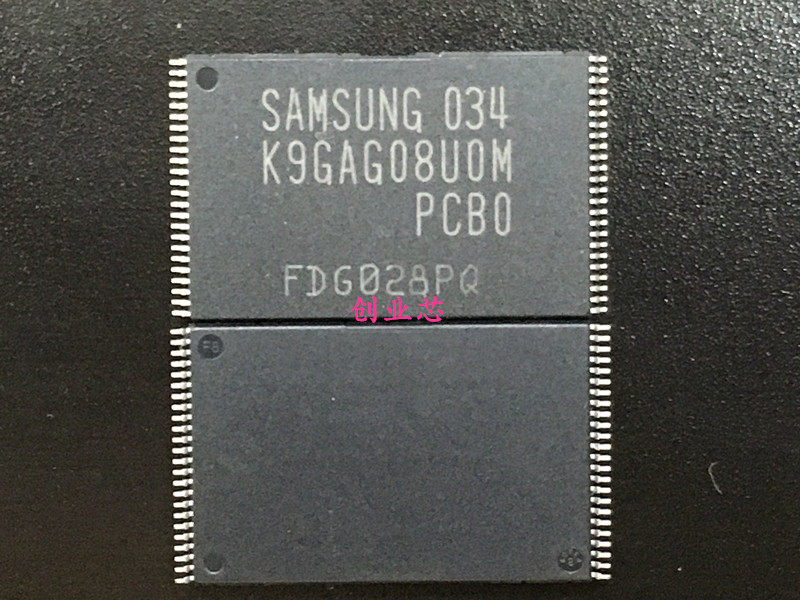 SAMSUNG 034
K9GAG08U0M
PCB0
FDG028PQ
创业芯